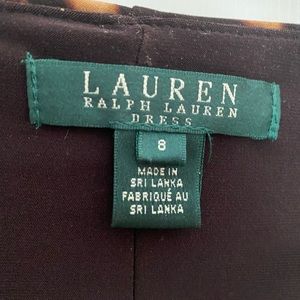 LAUREN
RALPH LAUREN
DRESS
8
MADE IN
SRI LANKA
FABRIQUÉ AU
SRI LANKA